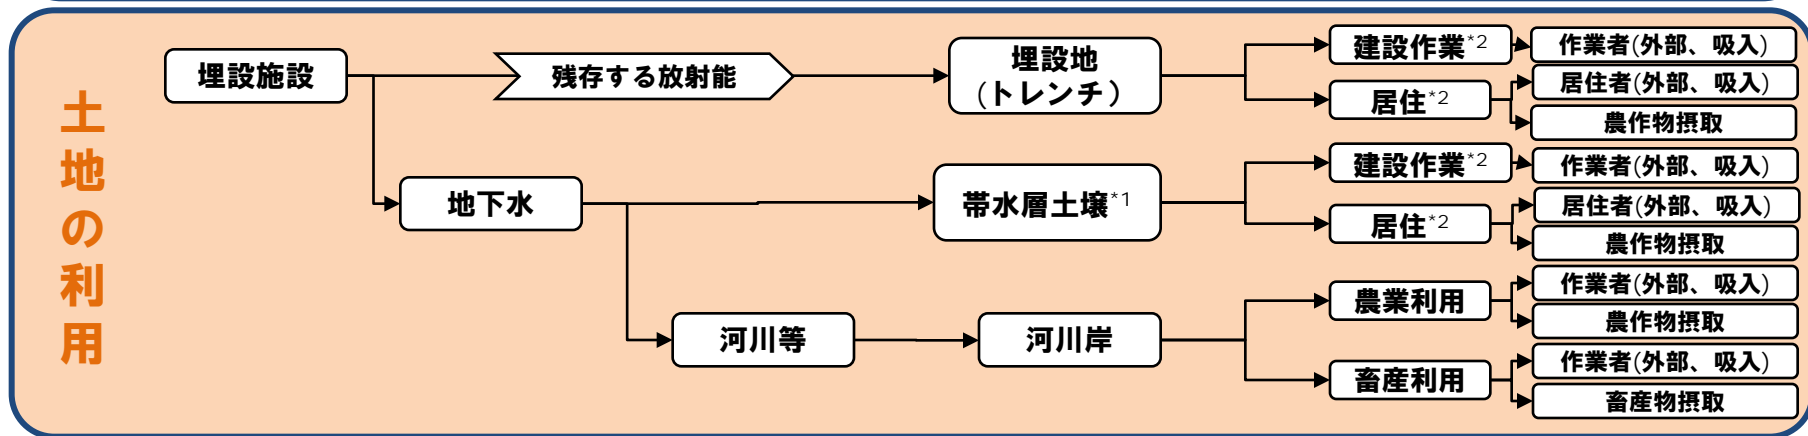 土地の利用
埋設施設
残存する放射能
埋設地
(トレンチ)
建設作業*2
作業者(外部、吸入)
居住*2
居住者(外部、吸入)
農作物摂取
地下水
帯水層土壌*1
建設作業*2
作業者(外部、吸入)
居住*2
居住者(外部、吸入)
農作物摂取
河川等
河川岸
農業利用
作業者(外部、吸入)
農作物摂取
畜産利用
作業者(外部、吸入)
畜産物摂取